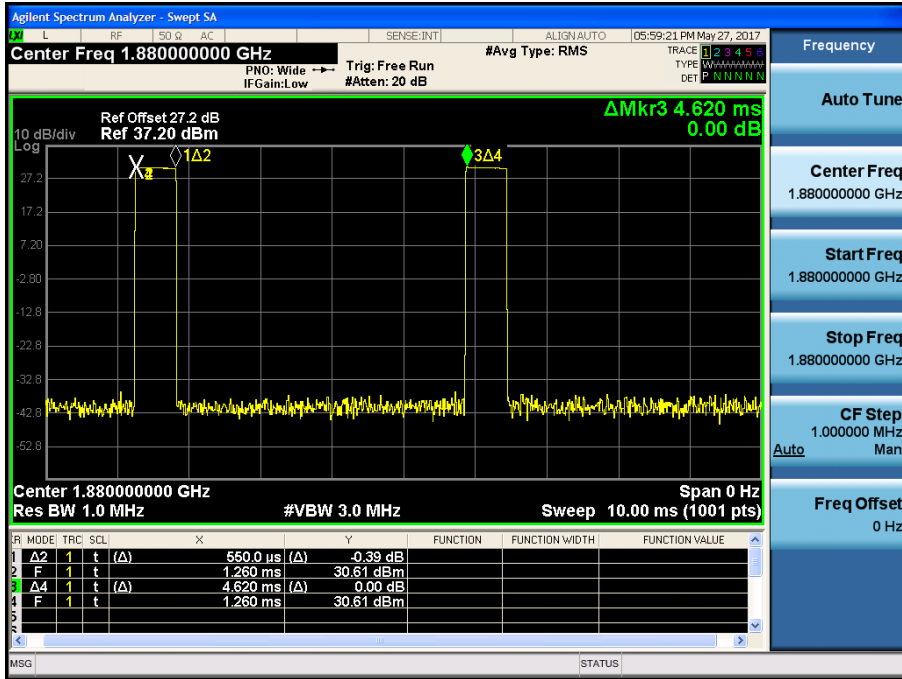 Agilent Spectrum Analyzer - Swept SA
LXI L RF 50 Ω AC SENSE:INT ALIGNAUTO 05:59:21 PM May 27, 2017
Center Freq 1.880000000 GHz #Avg Type: RMS TRACE 1 2 3 4 5 6
PNO: Wide Trig: Free Run TYPE
IFGain:Low #Atten: 20 dB DET P N N N N N
ΔMkr3 4.620 ms
0.00 dB
Ref Offset 27.2 dB
10 dB/div Ref 37.20 dBm
Log
1Δ2
3Δ4
27.2
17.2
7.20
-2.80
-12.8
-22.8
-32.8
-42.8
-52.8
Center 1.880000000 GHz Span 0 Hz
Res BW 1.0 MHz #VBW 3.0 MHz Sweep 10.00 ms (1001 pts)
MODE TRC SCL X Y FUNCTION FUNCTION WIDTH FUNCTION VALUE
1 Δ2 1 t (Δ) 550.0 µs (Δ) -0.39 dB
2 F 1 t 1.260 ms 30.61 dBm
3 Δ4 1 t (Δ) 4.620 ms (Δ) 0.00 dB
4 F 1 t 1.260 ms 30.61 dBm
5
MSG STATUS
Frequency
Auto Tune
Center Freq
1.880000000 GHz
Start Freq
1.880000000 GHz
Stop Freq
1.880000000 GHz
CF Step
1.000000 MHz
Auto Man
Freq Offset
0 Hz